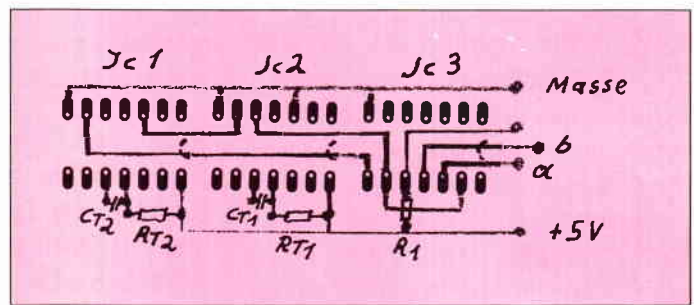 Jc 1 Jc 2 Jc 3
Masse
b
a
CT2 RT2 CT1 RT1 R1 +5V